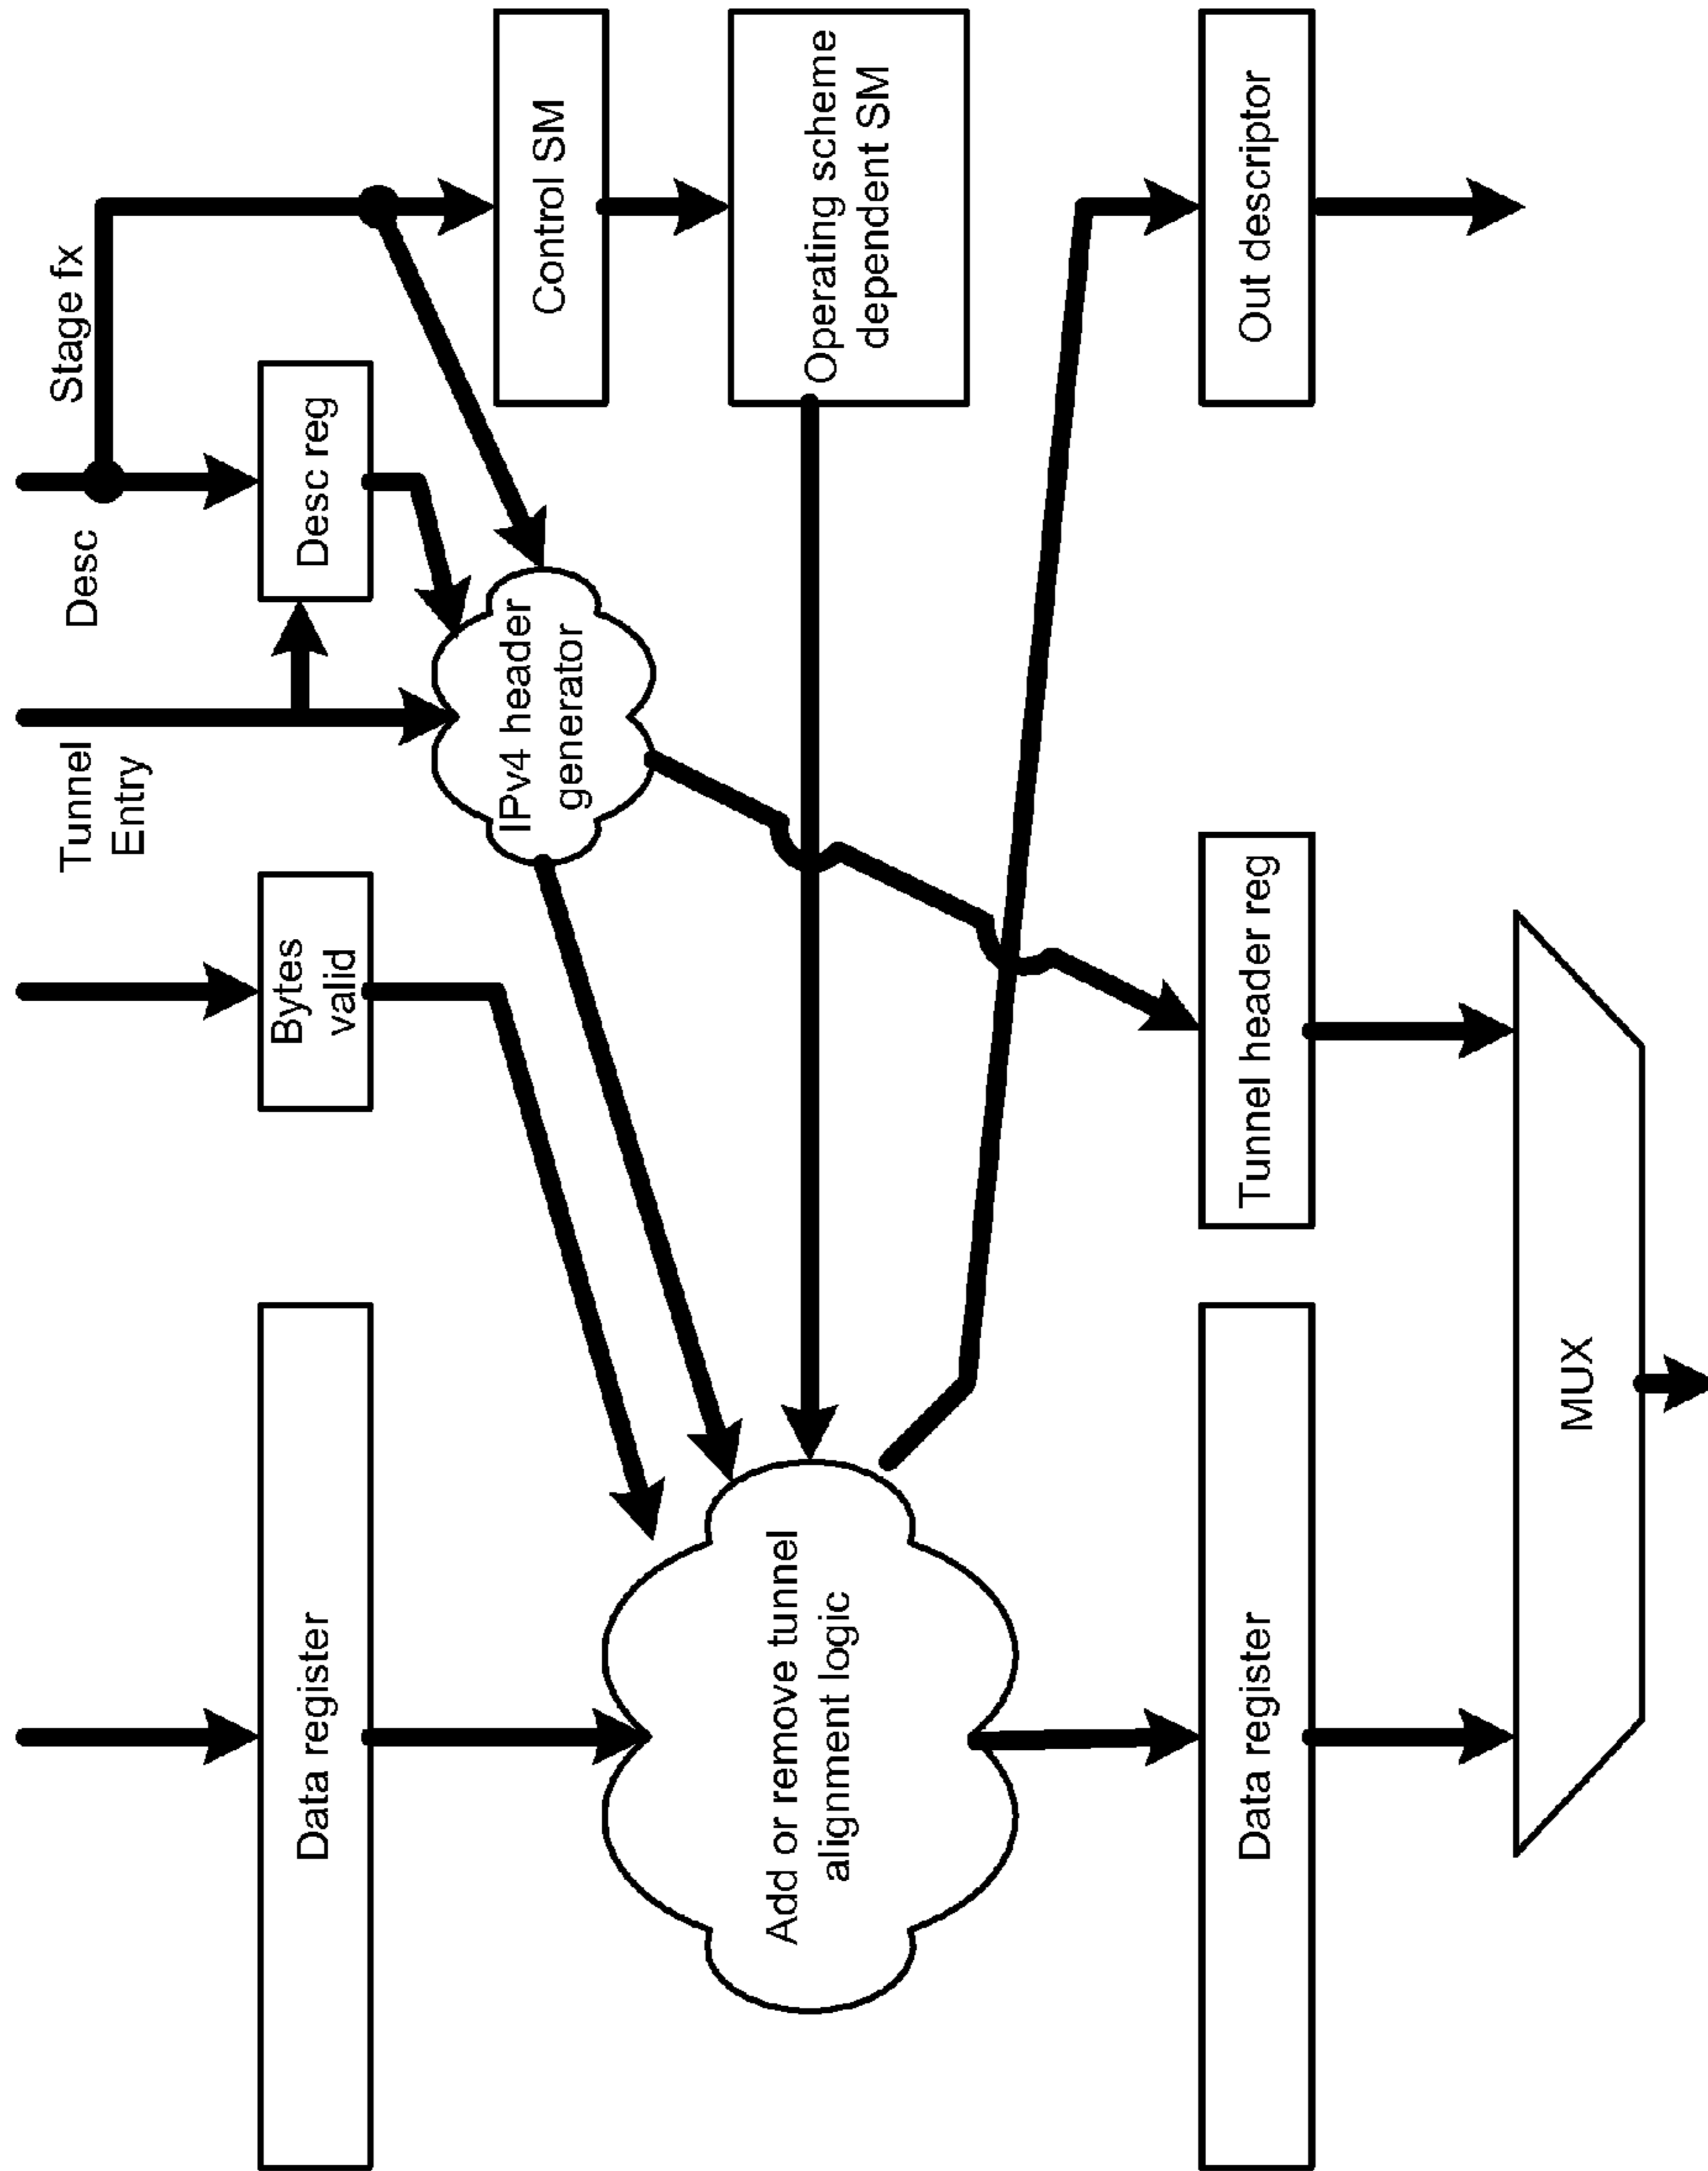 Stage fx
Desc
Tunnel
Entry
Desc reg
Bytes
valid
Data register
Control SM
IPv4 header
generator
Operating scheme
dependent SM
Add or remove tunnel
alignment logic
Out descriptor
Tunnel header reg
Data register
MUX